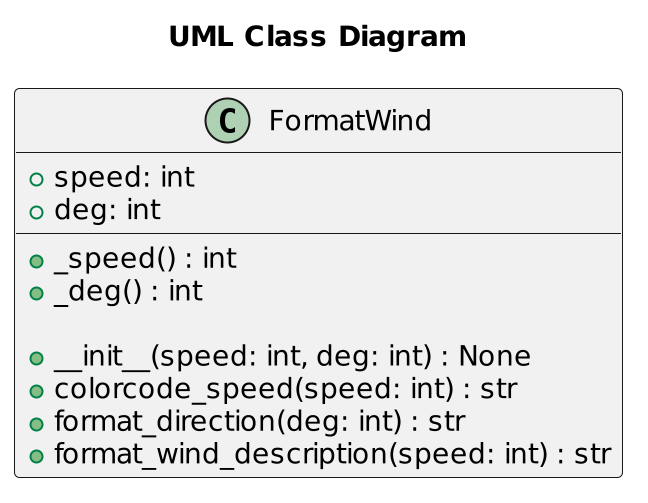 UML Class Diagram
C FormatWind
speed: int
deg: int
_speed() : int
_deg() : int
__init__(speed: int, deg: int) : None
colorcode_speed(speed: int) : str
format_direction(deg: int) : str
format_wind_description(speed: int) : str